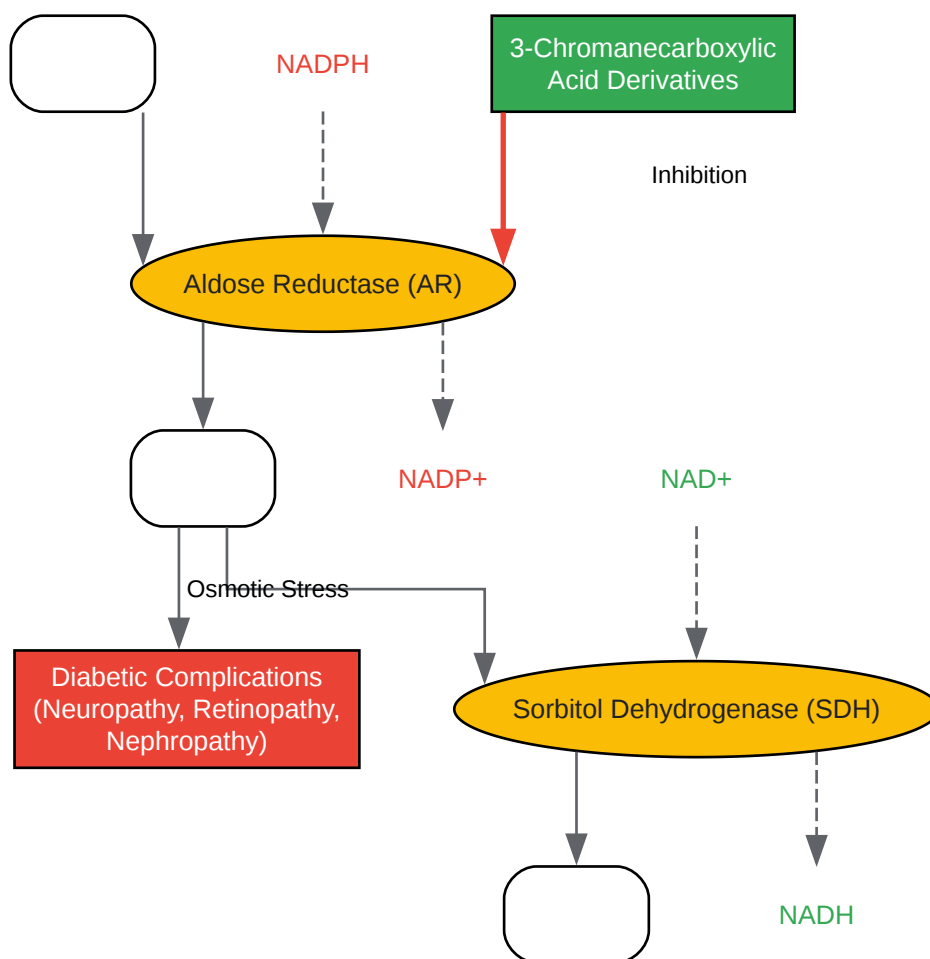 NADPH
3-Chromanecarboxylic
Acid Derivatives
Inhibition
Aldose Reductase (AR)
NADP+
NAD+
Osmotic Stress
Diabetic Complications
(Neuropathy, Retinopathy,
Nephropathy)
Sorbitol Dehydrogenase (SDH)
NADH